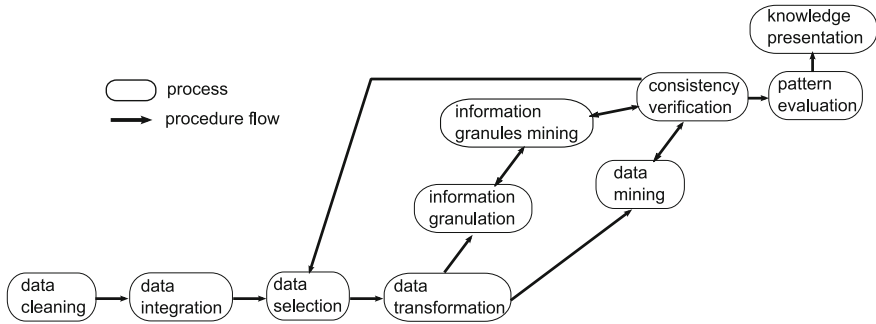 knowledge
presentation
process
procedure flow
consistency
verification
pattern
evaluation
information
granules mining
data
mining
information
granulation
data
cleaning
data
integration
data
selection
data
transformation